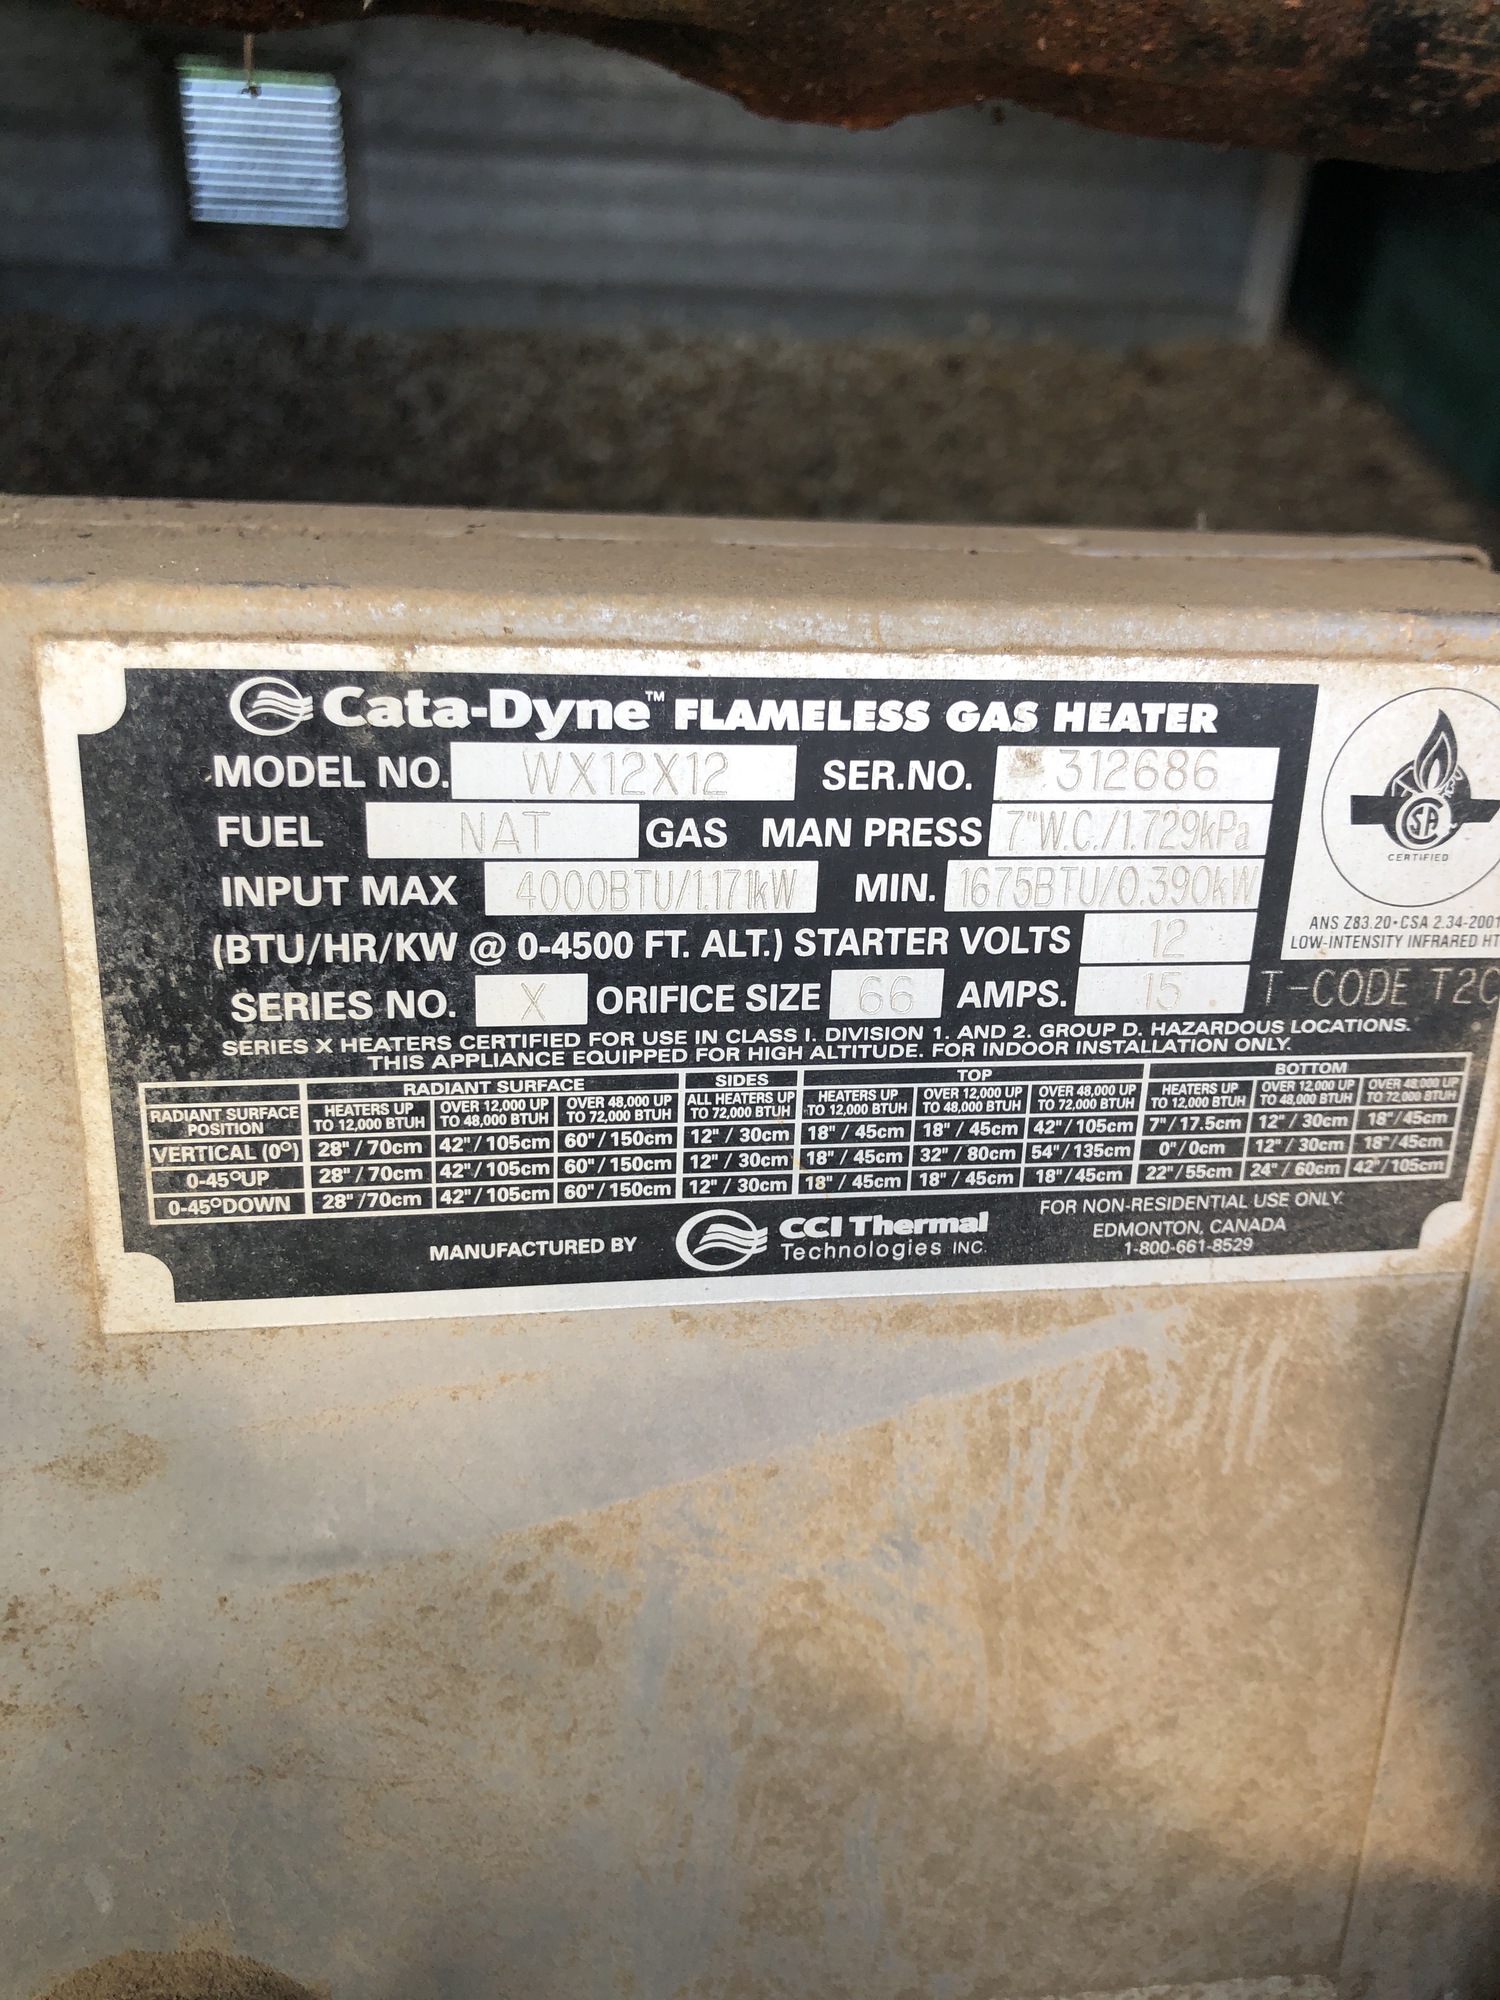 Cata-Dyne™ FLAMELESS GAS HEATER
MODEL NO. WX12X12 SER.NO. 312686
FUEL NAT GAS MAN PRESS 7"W.C./1.729kPa
INPUT MAX 4000BTU/1.171kW MIN. 1675BTU/0.390kW
(BTU/HR/KW @ 0-4500 FT. ALT.) STARTER VOLTS 12
SERIES NO. X ORIFICE SIZE 66 AMPS. 15
T-CODE T2C
CERTIFIED
ANS Z83.20•CSA 2.34-2001
LOW-INTENSITY INFRARED HT
SERIES X HEATERS CERTIFIED FOR USE IN CLASS I. DIVISION 1. AND 2. GROUP D. HAZARDOUS LOCATIONS.
THIS APPLIANCE EQUIPPED FOR HIGH ALTITUDE. FOR INDOOR INSTALLATION ONLY.
RADIANT SURFACE SIDES TOP BOTTOM
RADIANT SURFACE POSITION HEATERS UP TO 12,000 BTUH OVER 12,000 UP TO 48,000 BTUH OVER 48,000 UP TO 72,000 BTUH ALL HEATERS UP TO 72,000 BTUH HEATERS UP TO 12,000 BTUH OVER 12,000 UP TO 48,000 BTUH OVER 48,000 UP TO 72,000 BTUH HEATERS UP TO 12,000 BTUH OVER 12,000 UP TO 48,000 BTUH OVER 48,000 UP TO 72,000 BTUH
VERTICAL (0°) 28" / 70cm 42" / 105cm 60" / 150cm 12" / 30cm 18" / 45cm 18" / 45cm 42" / 105cm 7" / 17.5cm 12" / 30cm 18" / 45cm
0-45°UP 28" / 70cm 42" / 105cm 60" / 150cm 12" / 30cm 18" / 45cm 32" / 80cm 54" / 135cm 0" / 0cm 12" / 30cm 18" / 45cm
0-45°DOWN 28" / 70cm 42" / 105cm 60" / 150cm 12" / 30cm 18" / 45cm 18" / 45cm 18" / 45cm 22" / 55cm 24" / 60cm 42" / 105cm
MANUFACTURED BY CCI Thermal Technologies INC.
FOR NON-RESIDENTIAL USE ONLY.
EDMONTON, CANADA
1-800-661-8529